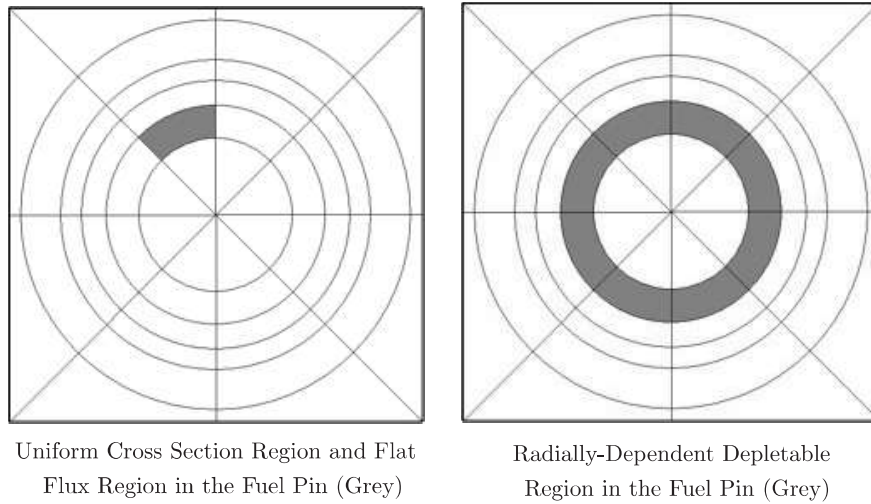 Uniform Cross Section Region and Flat
Flux Region in the Fuel Pin (Grey)
Radially-Dependent Depletable
Region in the Fuel Pin (Grey)